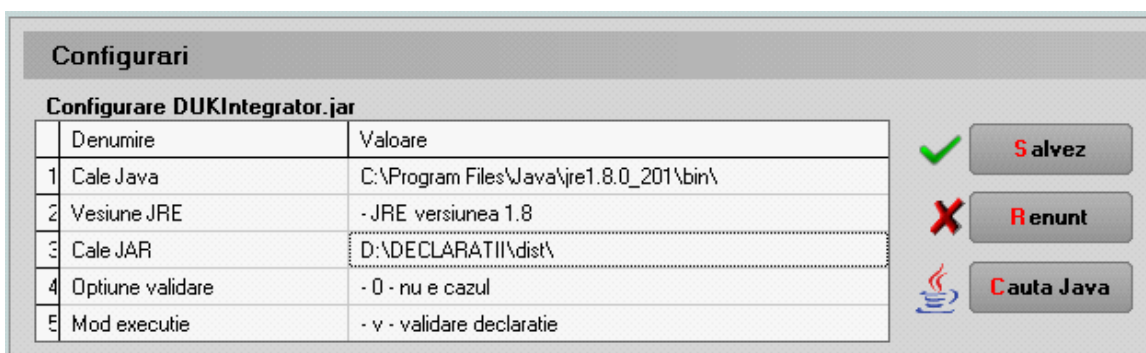 Configurari
Configurare DUKIntegrator.jar
Denumire Valoare
1 Cale Java C:\Program Files\Java\jre1.8.0_201\bin\
2 Vesiune JRE - JRE versiunea 1.8
3 Cale JAR D:\DECLARATII\dist\
4 Optiune validare - 0 - nu e cazul
5 Mod executie - v - validare declaratie
Salvez
Renunt
Cauta Java